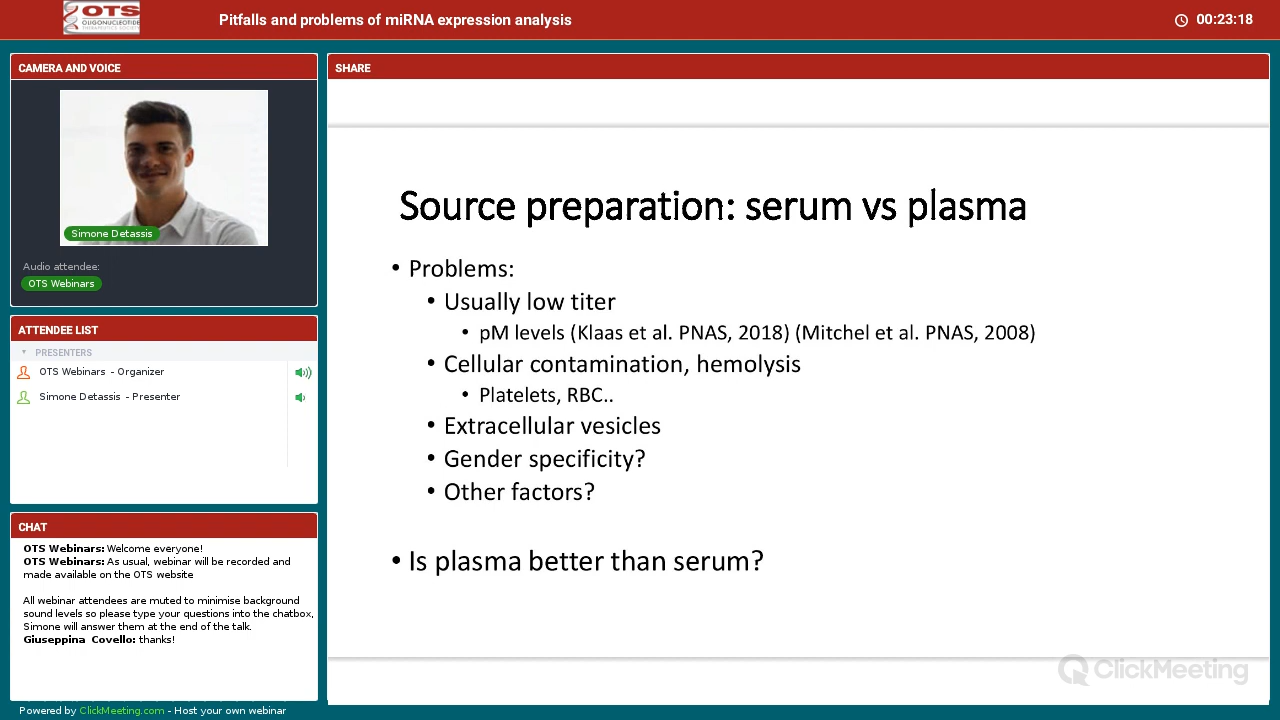 OTS
OLIGONUCLEOTIDE
THERAPEUTICS SOCIETY
Pitfalls and problems of miRNA expression analysis
00:23:18
CAMERA AND VOICE
Simone Detassis
Audio attendee:
OTS Webinars
ATTENDEE LIST
PRESENTERS
OTS Webinars - Organizer
Simone Detassis - Presenter
CHAT
OTS Webinars: Welcome everyone!
OTS Webinars: As usual, webinar will be recorded and
made available on the OTS website
All webinar attendees are muted to minimise background
sound levels so please type your questions into the chatbox,
Simone will answer them at the end of the talk.
Giuseppina Covello: thanks!
Powered by ClickMeeting.com - Host your own webinar
SHARE
Source preparation: serum vs plasma
• Problems:
• Usually low titer
• pM levels (Klaas et al. PNAS, 2018) (Mitchel et al. PNAS, 2008)
• Cellular contamination, hemolysis
• Platelets, RBC..
• Extracellular vesicles
• Gender specificity?
• Other factors?
• Is plasma better than serum?
ClickMeeting